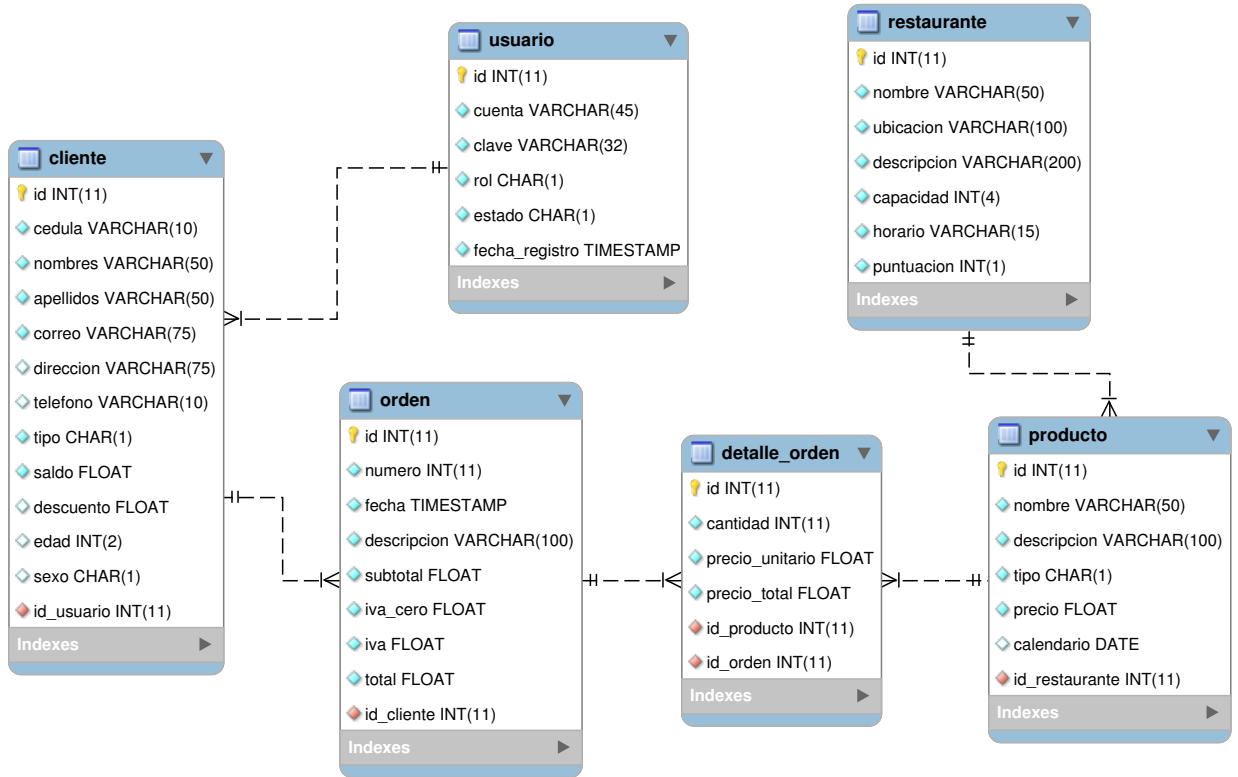 usuario
id INT(11)
cuenta VARCHAR(45)
clave VARCHAR(32)
rol CHAR(1)
estado CHAR(1)
fecha_registro TIMESTAMP
Indexes
restaurante
id INT(11)
nombre VARCHAR(50)
ubicacion VARCHAR(100)
descripcion VARCHAR(200)
capacidad INT(4)
horario VARCHAR(15)
puntuacion INT(1)
Indexes
cliente
id INT(11)
cedula VARCHAR(10)
nombres VARCHAR(50)
apellidos VARCHAR(50)
correo VARCHAR(75)
direccion VARCHAR(75)
telefono VARCHAR(10)
tipo CHAR(1)
saldo FLOAT
descuento FLOAT
edad INT(2)
sexo CHAR(1)
id_usuario INT(11)
Indexes
orden
id INT(11)
numero INT(11)
fecha TIMESTAMP
descripcion VARCHAR(100)
subtotal FLOAT
iva_cero FLOAT
iva FLOAT
total FLOAT
id_cliente INT(11)
Indexes
detalle_orden
id INT(11)
cantidad INT(11)
precio_unitario FLOAT
precio_total FLOAT
id_producto INT(11)
id_orden INT(11)
Indexes
producto
id INT(11)
nombre VARCHAR(50)
descripcion VARCHAR(100)
tipo CHAR(1)
precio FLOAT
calendario DATE
id_restaurante INT(11)
Indexes